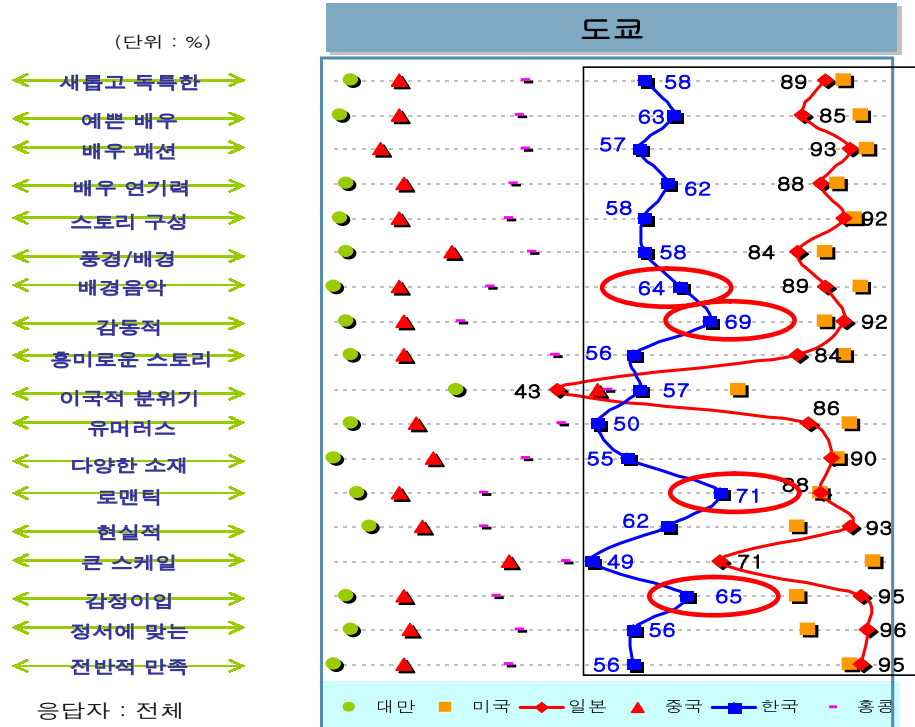 도쿄
(단위 : %)
새롭고 독특한 58 89
예쁜 배우 63 85
배우 패션 57 93
배우 연기력 62 88
스토리 구성 58 92
풍경/배경 58 84
배경음악 64 89
감동적 69 92
흥미로운 스토리 56 84
이국적 분위기 43 57
유머러스 50 86
다양한 소재 55 90
로맨틱 71 88
현실적 62 93
큰 스케일 49 71
감정이입 65 95
정서에 맞는 56 96
전반적 만족 56 95
응답자 : 전체
대만 미국 일본 중국 한국 홍콩